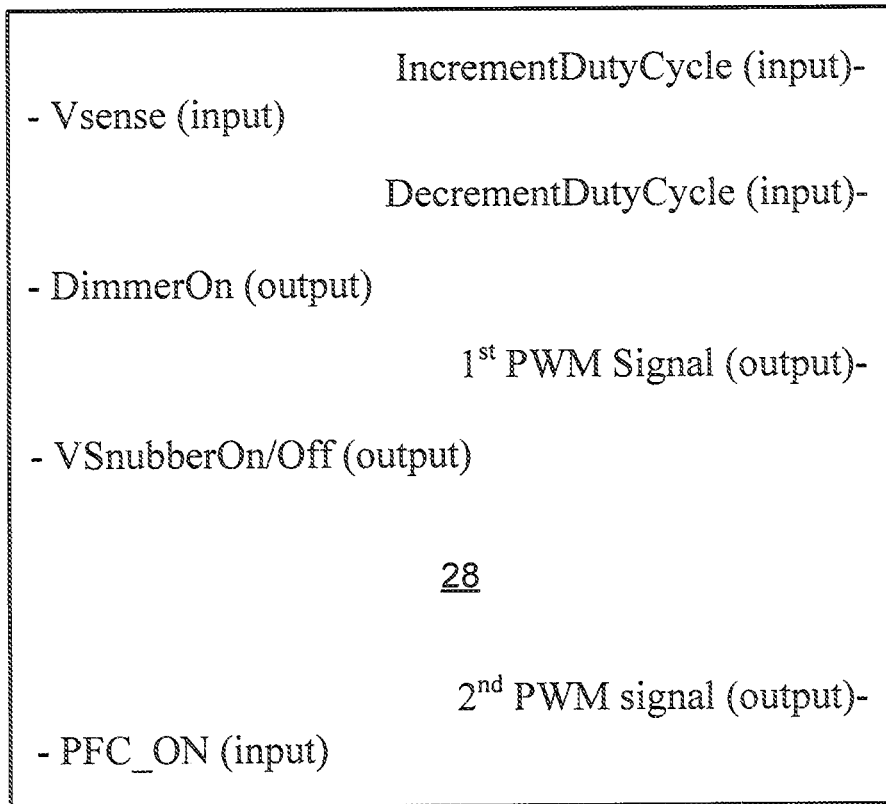 IncrementDutyCycle (input)-
- Vsense (input)
DecrementDutyCycle (input)-
- DimmerOn (output)
1st PWM Signal (output)-
- VSnubberOn/Off (output)
28
2nd PWM signal (output)-
- PFC_ON (input)